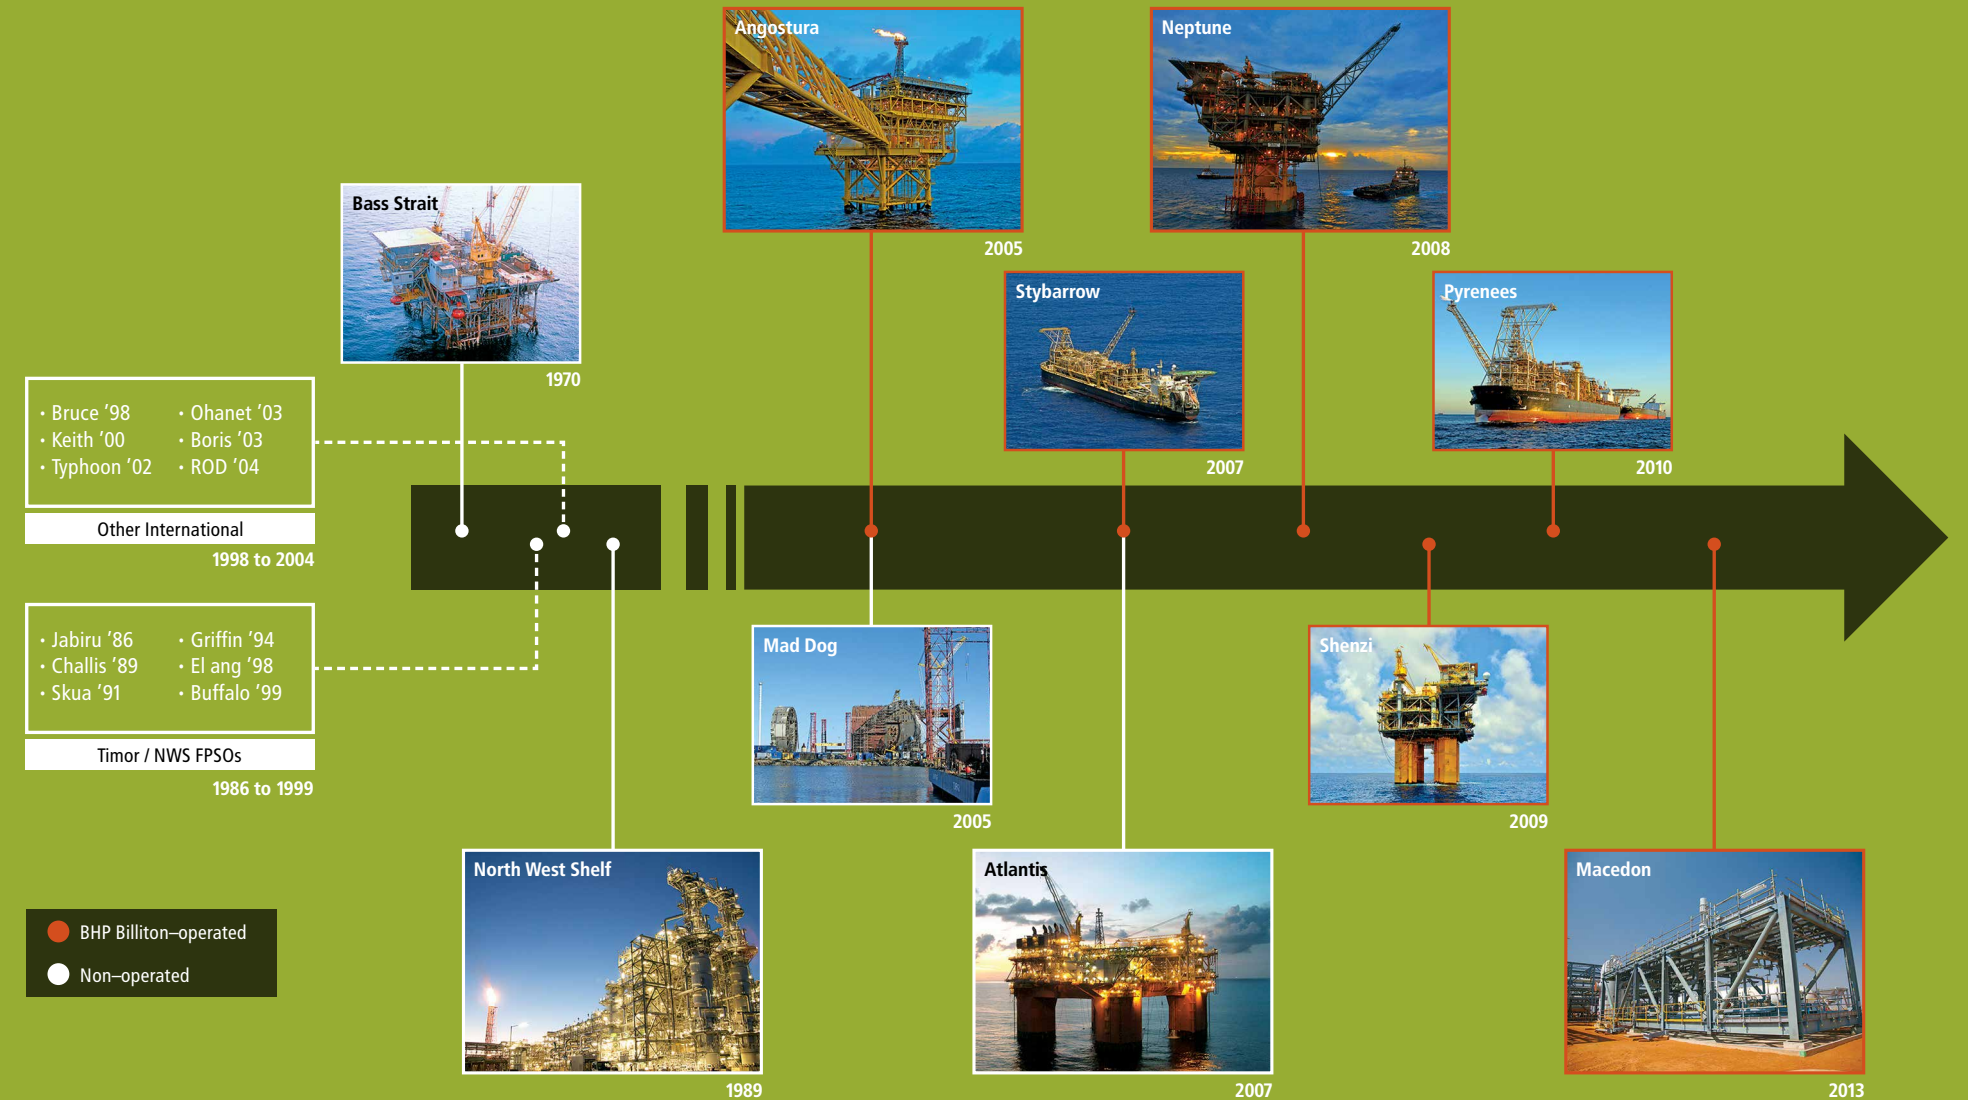 Angostura
2005
Neptune
2008
Bass Strait
1970
Stybarrow
2007
Pyrenees
2010
• Bruce ’98
• Keith ’00
• Typhoon ’02
• Ohanet ’03
• Boris ’03
• ROD ’04
Other International
1998 to 2004
• Jabiru ’86
• Challis ’89
• Skua ’91
• Griffin ’94
• El ang ’98
• Buffalo ’99
Timor / NWS FPSOs
1986 to 1999
Mad Dog
2005
Shenzi
2009
North West Shelf
1989
Atlantis
2007
Macedon
2013
BHP Billiton–operated
Non–operated